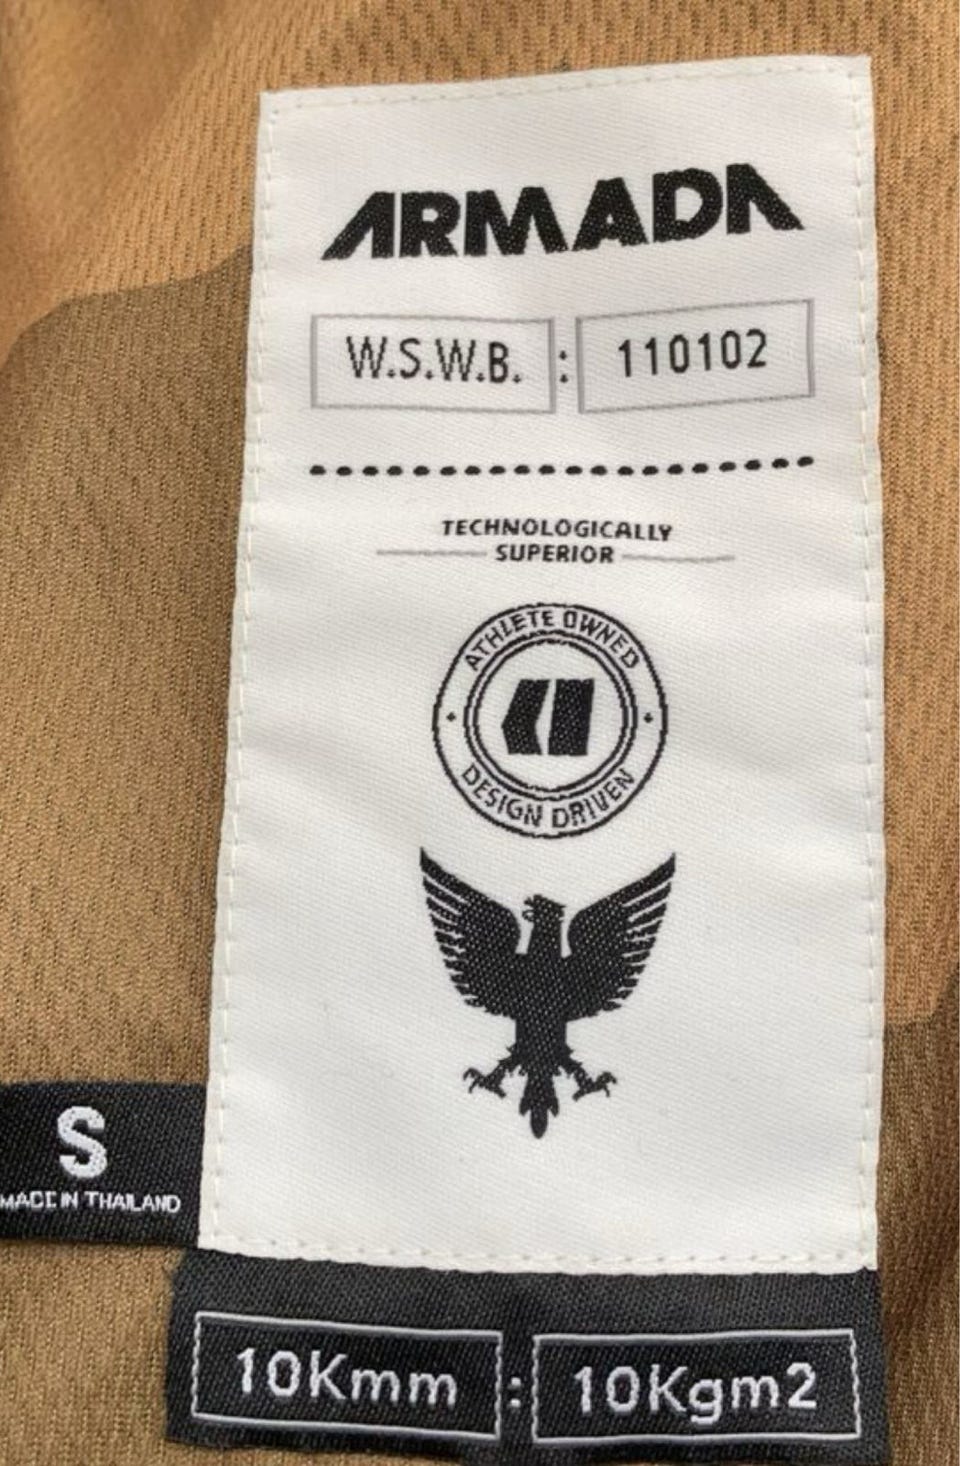 ARMADA
W.S.W.B. : 110102
TECHNOLOGICALLY
SUPERIOR
ATHLETE OWNED
DESIGN DRIVEN
S
MADE IN THAILAND
10Kmm : 10Kgm2